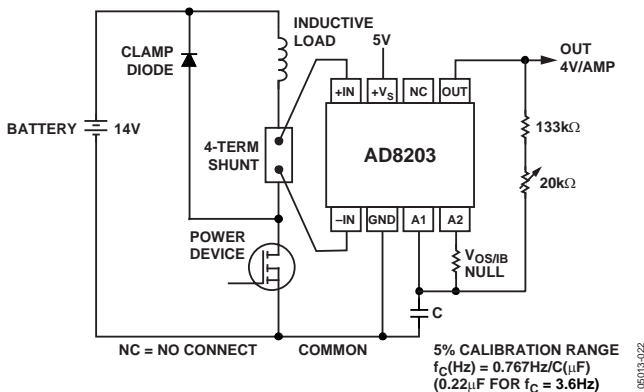 INDUCTIVE
LOAD
CLAMP
DIODE
5V
OUT
4V/AMP
+IN
+VS
NC
OUT
BATTERY
14V
4-TERM
SHUNT
AD8203
133kΩ
20kΩ
–IN
GND
A1
A2
POWER
DEVICE
VOS/IB
NULL
C
NC = NO CONNECT
COMMON
5% CALIBRATION RANGE
fC(Hz) = 0.767Hz/C(μF)
(0.22μF FOR fC = 3.6Hz)
05013-022